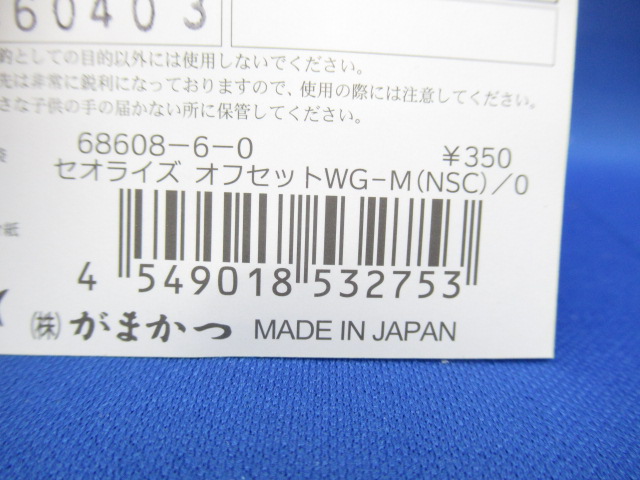 60403
的としての目的以外には使用しないでください。
先は非常に鋭利になっておりますので、使用の際には注意してください。
さな子供の手の届かない所に保管してください。
68608-6-0 ¥350
セオライズ オフセットWG-M(NSC)/0
4 549018 532753
㈱がまかつ MADE IN JAPAN